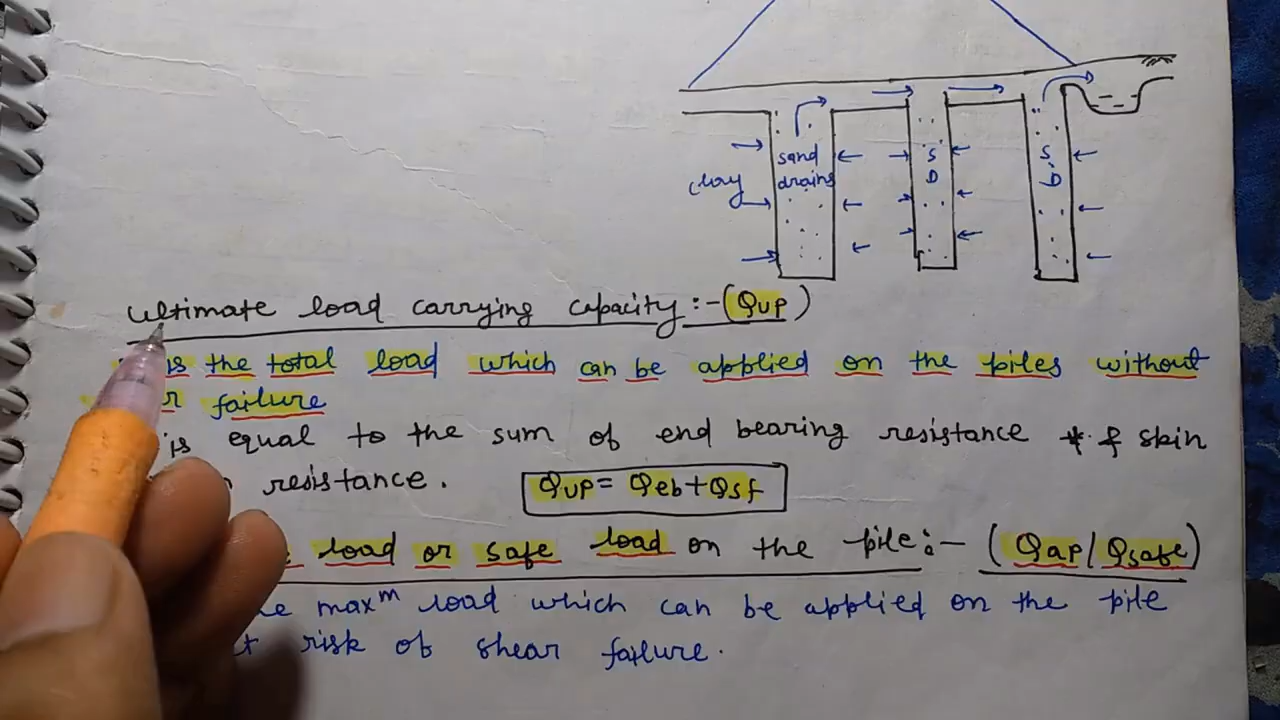 clay
sand
drains
S
D
S
D
ultimate load carrying capacity :- (Qup)
is the total load which can be applied on the piles without
failure
is equal to the sum of end bearing resistance & skin
resistance. Qup = Qeb + Qsf
load or safe load on the pile :- (Qap/Qsafe)
max^m load which can be applied on the pile
risk of shear failure.